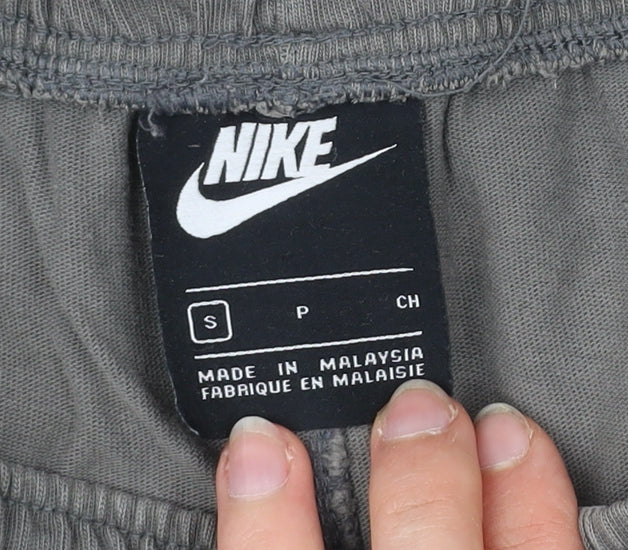 NIKE
S P CH
MADE IN MALAYSIA
FABRIQUE EN MALAISIE